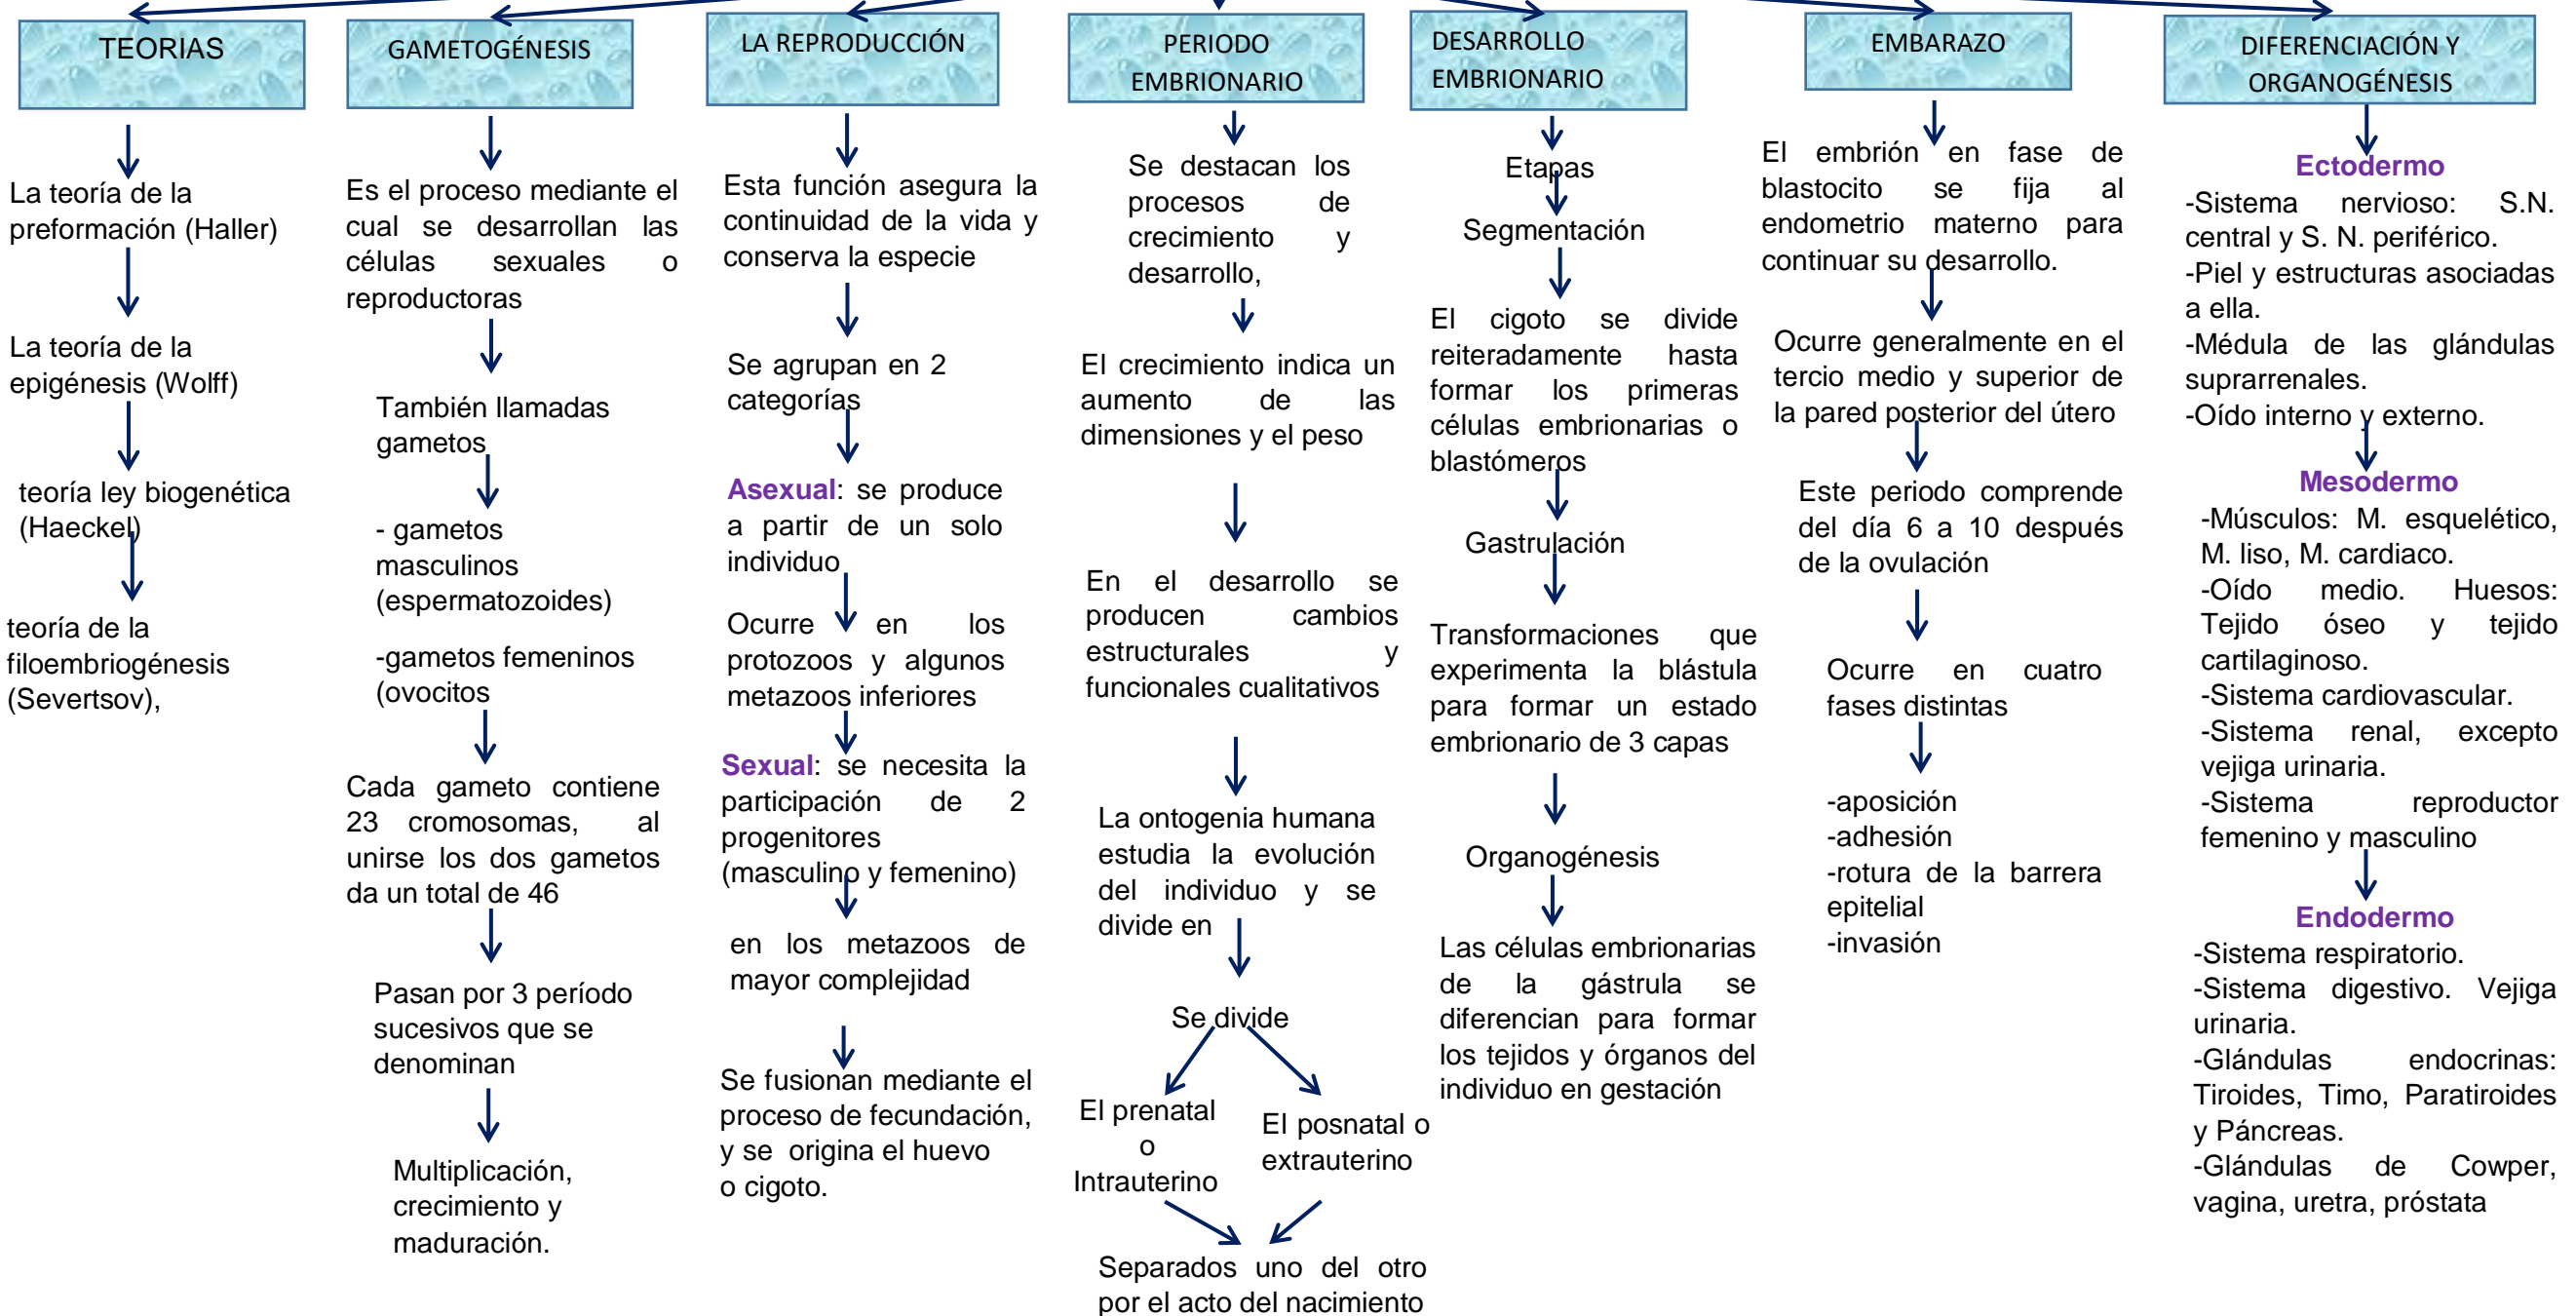 TEORIAS
La teoría de la
preformación (Haller)
La teoría de la
epigénesis (Wolff)
teoría ley biogenética
(Haeckel)
teoría de la
filoembriogénesis
(Severtsov),
GAMETOGÉNESIS
Es el proceso mediante el
cual se desarrollan las
células sexuales o
reproductoras
También llamadas
gametos
- gametos
masculinos
(espermatozoides)
-gametos femeninos
(ovocitos
Cada gameto contiene
23 cromosomas, al
unirse los dos gametos
da un total de 46
Pasan por 3 período
sucesivos que se
denominan
Multiplicación,
crecimiento y
maduración.
LA REPRODUCCIÓN
Esta función asegura la
continuidad de la vida y
conserva la especie
Se agrupan en 2
categorías
Asexual: se produce
a partir de un solo
individuo
Ocurre en los
protozoos y algunos
metazoos inferiores
Sexual: se necesita la
participación de 2
progenitores
(masculino y femenino)
en los metazoos de
mayor complejidad
Se fusionan mediante el
proceso de fecundación,
y se origina el huevo
o cigoto.
PERIODO
EMBRIONARIO
Se destacan los
procesos de
crecimiento y
desarrollo,
El crecimiento indica un
aumento de las
dimensiones y el peso
En el desarrollo se
producen cambios
estructurales y
funcionales cualitativos
La ontogenia humana
estudia la evolución
del individuo y se
divide en
Se divide
El prenatal
o
Intrauterino
El posnatal o
extrauterino
Separados uno del otro
por el acto del nacimiento
DESARROLLO
EMBRIONARIO
Etapas
Segmentación
El cigoto se divide
reiteradamente hasta
formar los primeras
células embrionarias o
blastómeros
Gastrulación
Transformaciones que
experimenta la blástula
para formar un estado
embrionario de 3 capas
Organogénesis
Las células embrionarias
de la gástrula se
diferencian para formar
los tejidos y órganos del
individuo en gestación
EMBARAZO
El embrión en fase de
blastocito se fija al
endometrio materno para
continuar su desarrollo.
Ocurre generalmente en el
tercio medio y superior de
la pared posterior del útero
Este periodo comprende
del día 6 a 10 después
de la ovulación
Ocurre en cuatro
fases distintas
-aposición
-adhesión
-rotura de la barrera
epitelial
-invasión
DIFERENCIACIÓN Y
ORGANOGÉNESIS
Ectodermo
-Sistema nervioso: S.N.
central y S. N. periférico.
-Piel y estructuras asociadas
a ella.
-Médula de las glándulas
suprarrenales.
-Oído interno y externo.
Mesodermo
-Músculos: M. esquelético,
M. liso, M. cardiaco.
-Oído medio. Huesos:
Tejido óseo y tejido
cartilaginoso.
-Sistema cardiovascular.
-Sistema renal, excepto
vejiga urinaria.
-Sistema reproductor
femenino y masculino
Endodermo
-Sistema respiratorio.
-Sistema digestivo. Vejiga
urinaria.
-Glándulas endocrinas:
Tiroides, Timo, Paratiroides
y Páncreas.
-Glándulas de Cowper,
vagina, uretra, próstata